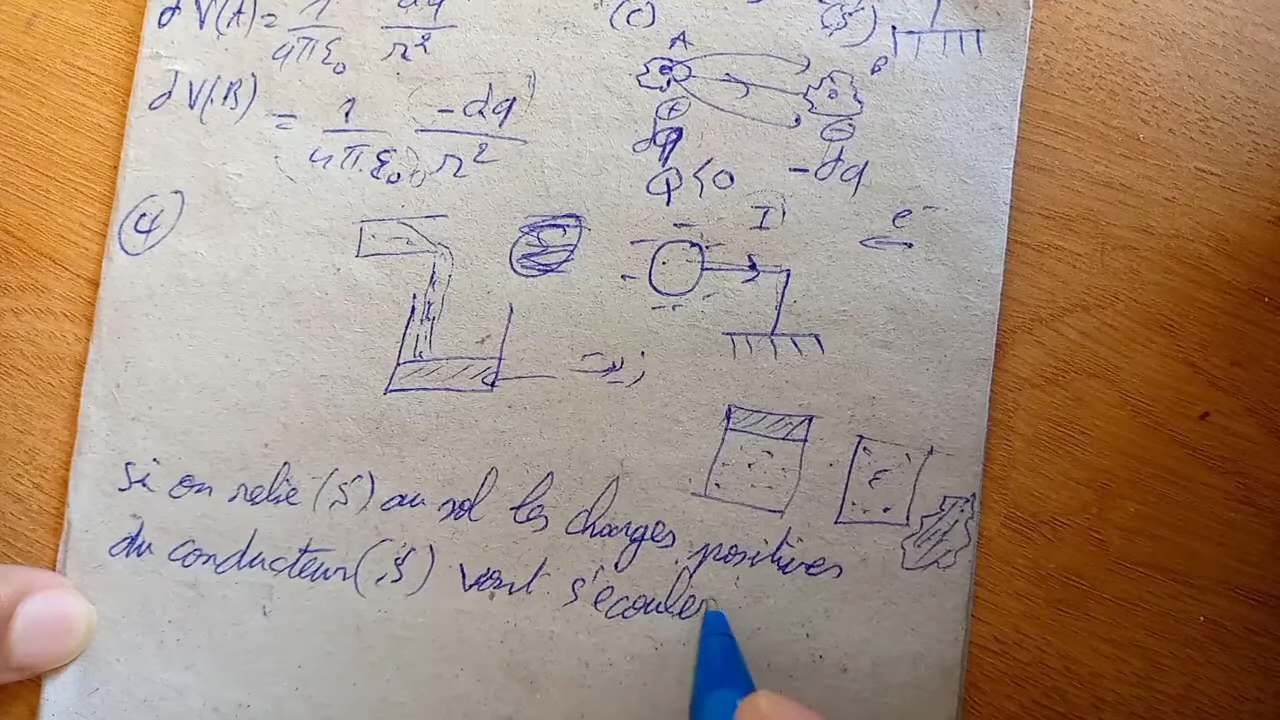 dV(A) = 1/4πε₀ dq/r²
(C) (S)
A B
dV(B) = 1/4πε₀ -dq/r²
+ -
dq -dq
Q<0
④ I e⁻
si on relie (S) au sol les charges positives
du conducteur (S) vont s'ecouler